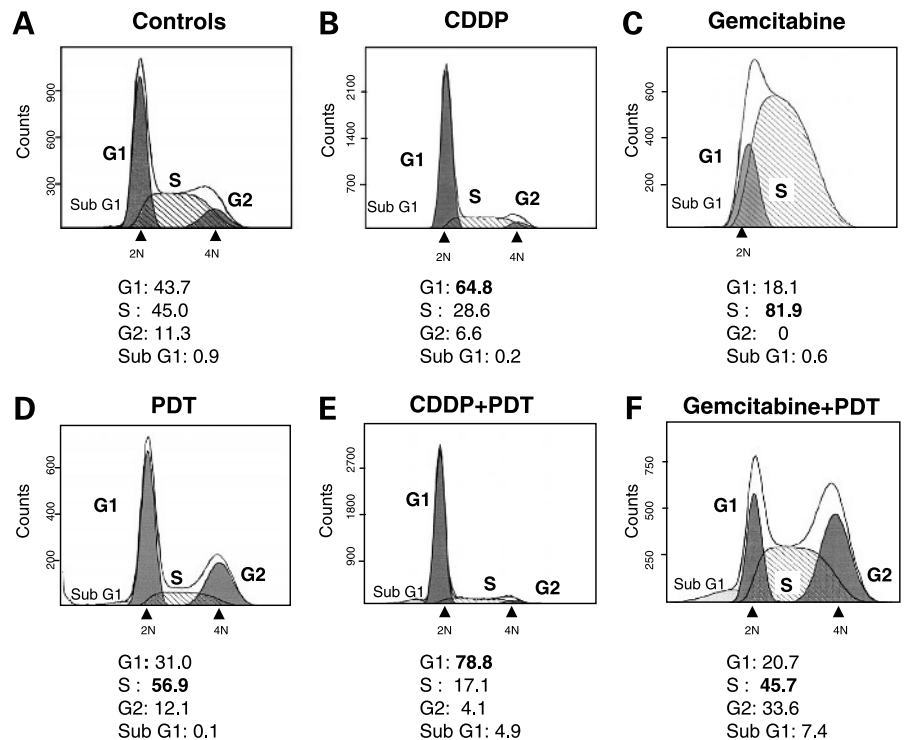 A Controls
Counts
900
600
300
G1
S
G2
Sub G1
2N 4N
G1: 43.7
S : 45.0
G2: 11.3
Sub G1: 0.9
B CDDP
Counts
2100
1400
700
G1
S
G2
Sub G1
2N 4N
G1: 64.8
S : 28.6
G2: 6.6
Sub G1: 0.2
C Gemcitabine
Counts
600
400
200
G1
S
Sub G1
2N
G1: 18.1
S : 81.9
G2: 0
Sub G1: 0.6
D PDT
Counts
600
400
200
G1
S
G2
Sub G1
2N 4N
G1: 31.0
S : 56.9
G2: 12.1
Sub G1: 0.1
E CDDP+PDT
Counts
2700
1800
900
G1
S
G2
Sub G1
2N 4N
G1: 78.8
S : 17.1
G2: 4.1
Sub G1: 4.9
F Gemcitabine+PDT
Counts
750
500
250
G1
S
G2
Sub G1
2N 4N
G1: 20.7
S : 45.7
G2: 33.6
Sub G1: 7.4